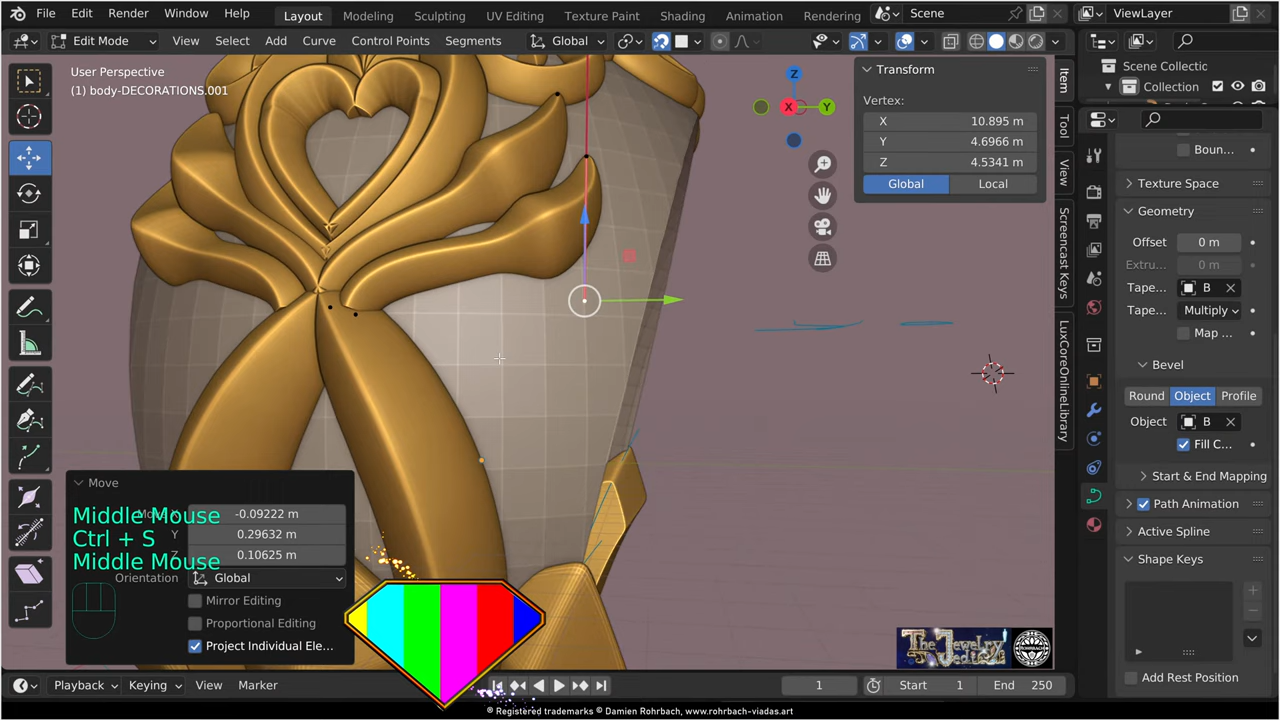 File Edit Render Window Help Layout Modeling Sculpting UV Editing Texture Paint Shading Animation Rendering Scene ViewLayer
Edit Mode View Select Add Curve Control Points Segments Global
User Perspective
(1) body-DECORATIONS.001
Z
X
Y
Transform
Vertex:
X 10.895 m
Y 4.6966 m
Z 4.5341 m
Global Local
Item
Tool
View
Screencast Keys
LuxCoreOnlineLibrary
Scene Collectic
Collection
Boun...
Texture Space
Geometry
Offset 0 m
Extru... 0 m
Tape... B
Tape... Multiply
Map ...
Bevel
Round Object Profile
Object B
Fill C...
Start & End Mapping
Path Animation
Active Spline
Shape Keys
Add Rest Position
Move
-0.09222 m
Y 0.29632 m
Z 0.10625 m
Middle Mouse
Ctrl + S
Middle Mouse
Orientation Global
Mirror Editing
Proportional Editing
Project Individual Ele...
The Jewelry
Vedias
ROHRBACH
Playback Keying View Marker 1 Start 1 End 250
® Registered trademarks © Damien Rohrbach, www.rohrbach-viadas.art